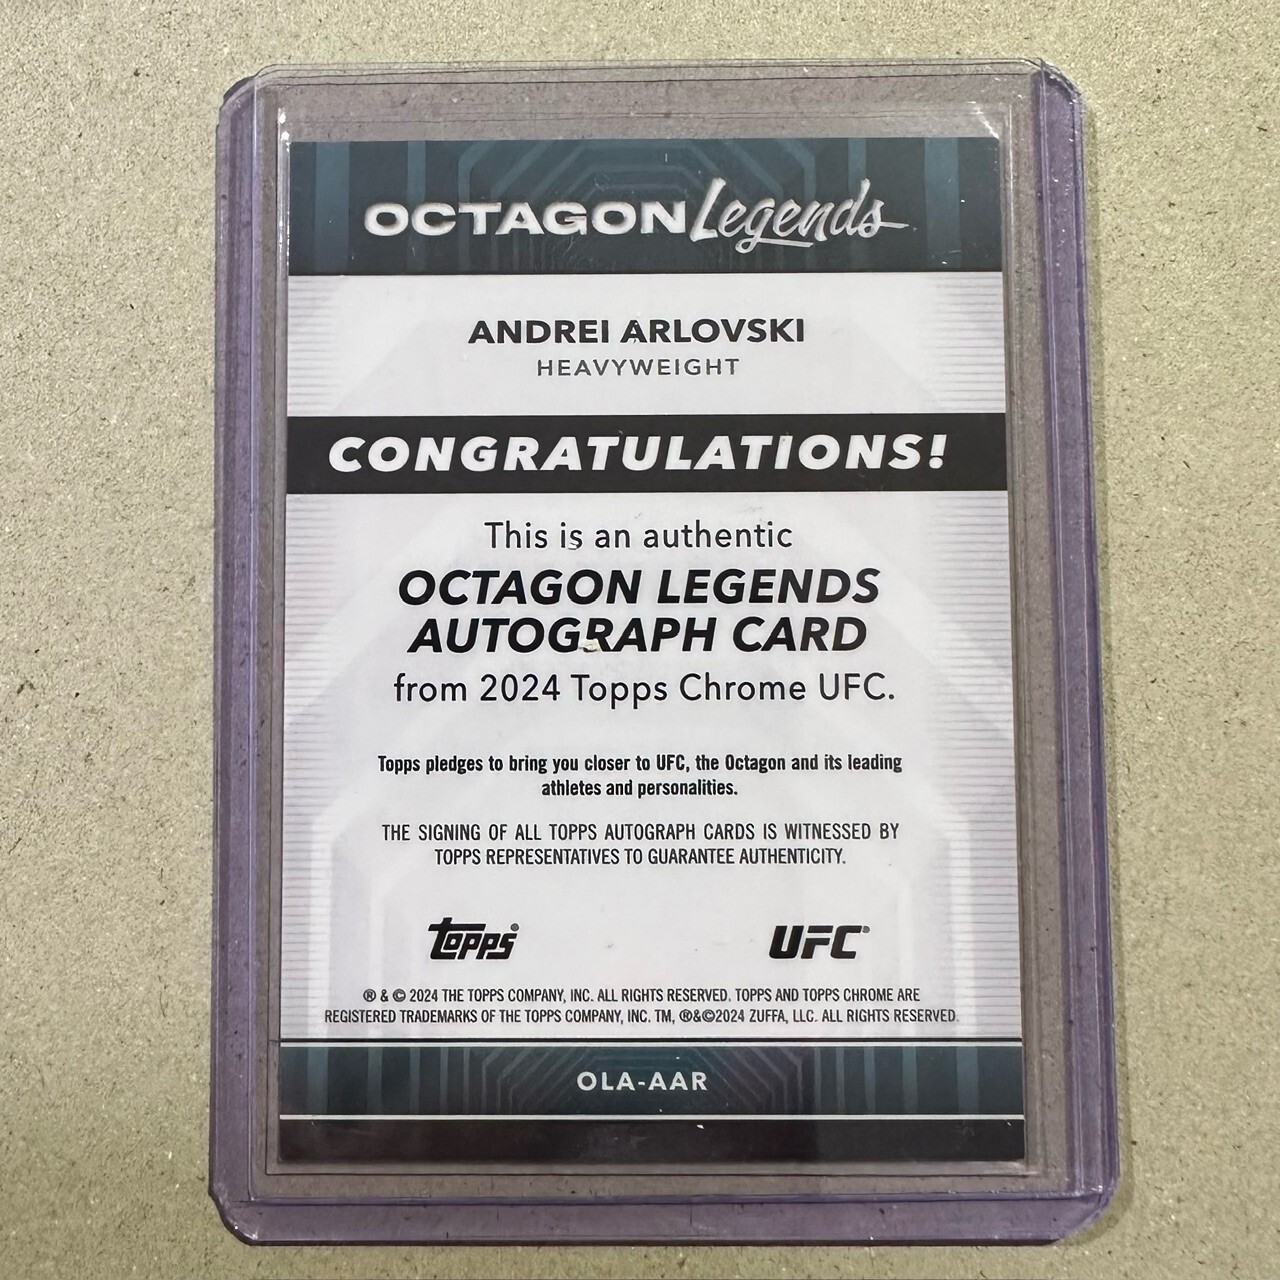 OCTAGON Legends
ANDREI ARLOVSKI
HEAVYWEIGHT
CONGRATULATIONS!
This is an authentic
OCTAGON LEGENDS
AUTOGRAPH CARD
from 2024 Topps Chrome UFC.
Topps pledges to bring you closer to UFC, the Octagon and its leading
athletes and personalities.
THE SIGNING OF ALL TOPPS AUTOGRAPH CARDS IS WITNESSED BY
TOPPS REPRESENTATIVES TO GUARANTEE AUTHENTICITY.
Topps® UFC®
® & © 2024 THE TOPPS COMPANY, INC. ALL RIGHTS RESERVED. TOPPS AND TOPPS CHROME ARE
REGISTERED TRADEMARKS OF THE TOPPS COMPANY, INC. TM, ®&©2024 ZUFFA, LLC. ALL RIGHTS RESERVED.
OLA-AAR